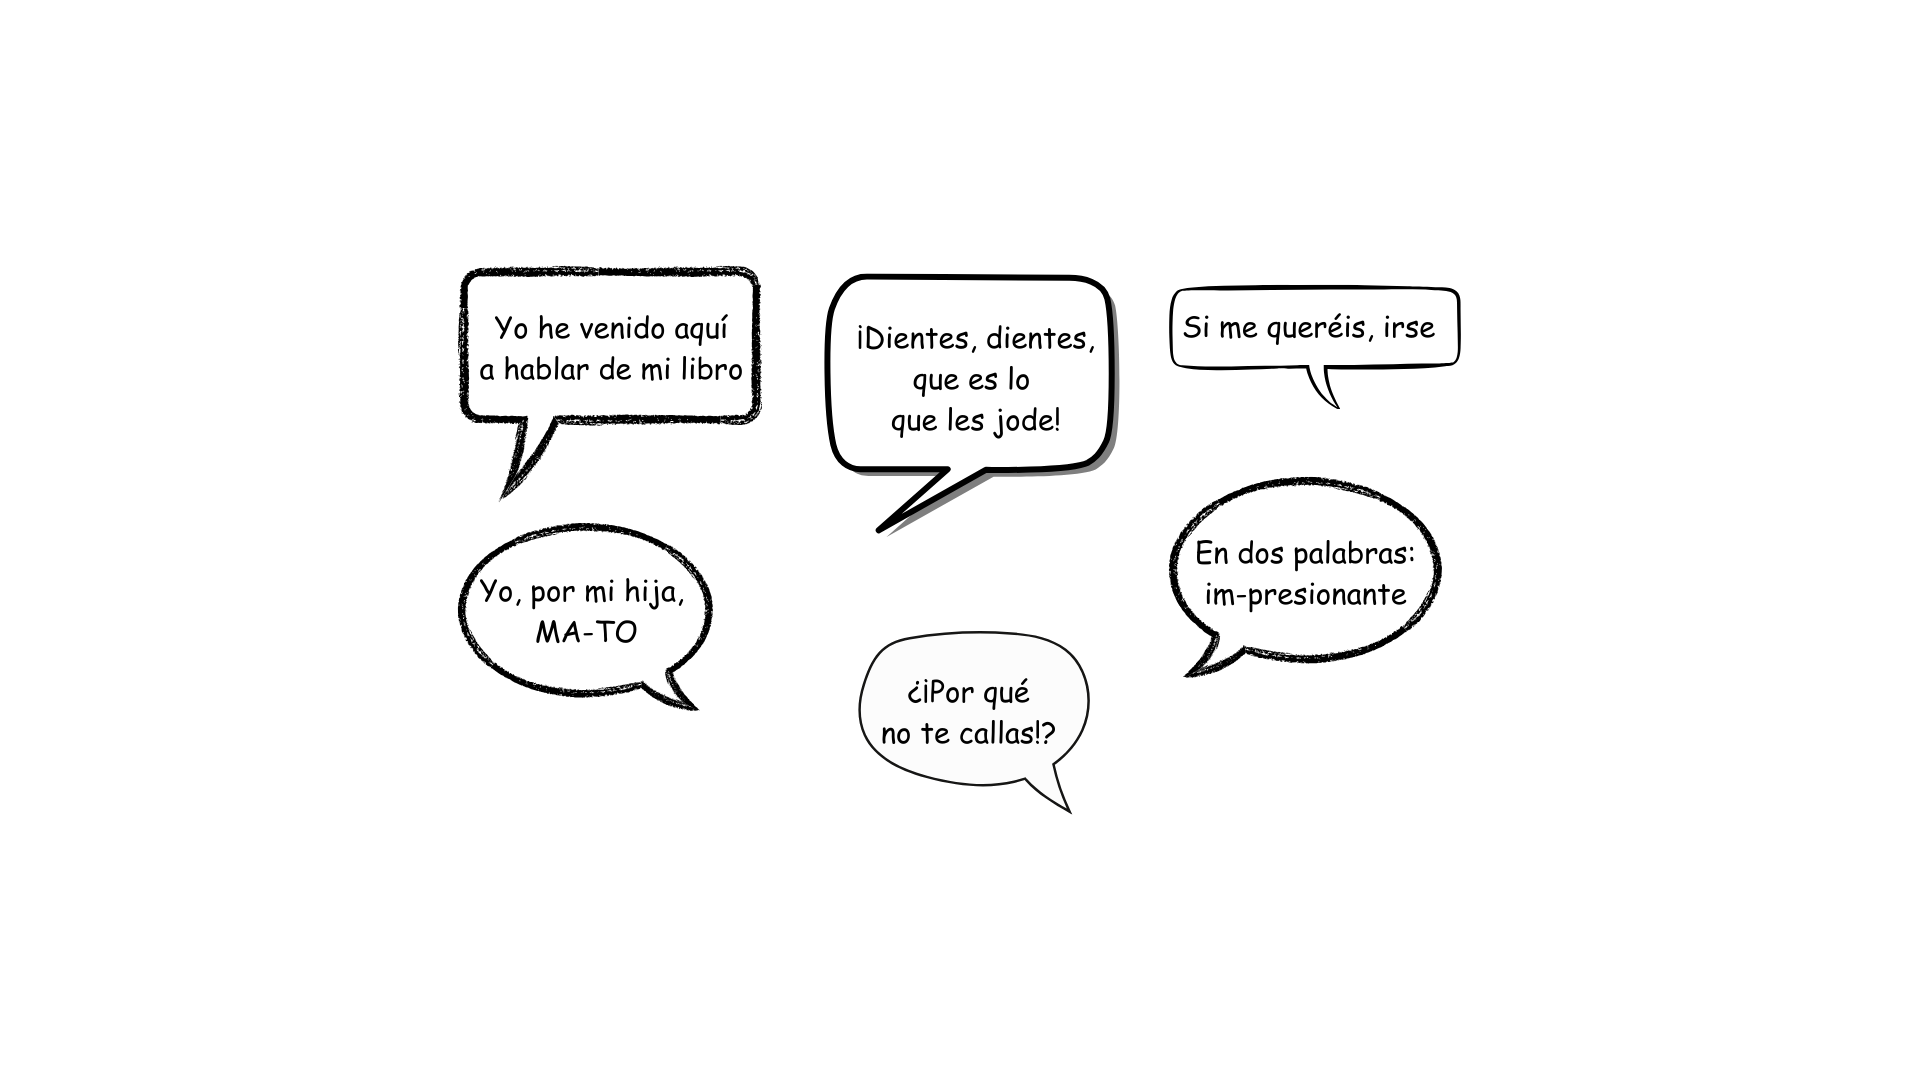 Yo he venido aquí
a hablar de mi libro
¡Dientes, dientes,
que es lo
que les jode!
Si me queréis, irse
Yo, por mi hija,
MA-TO
¿¡Por qué
no te callas!?
En dos palabras:
im-presionante